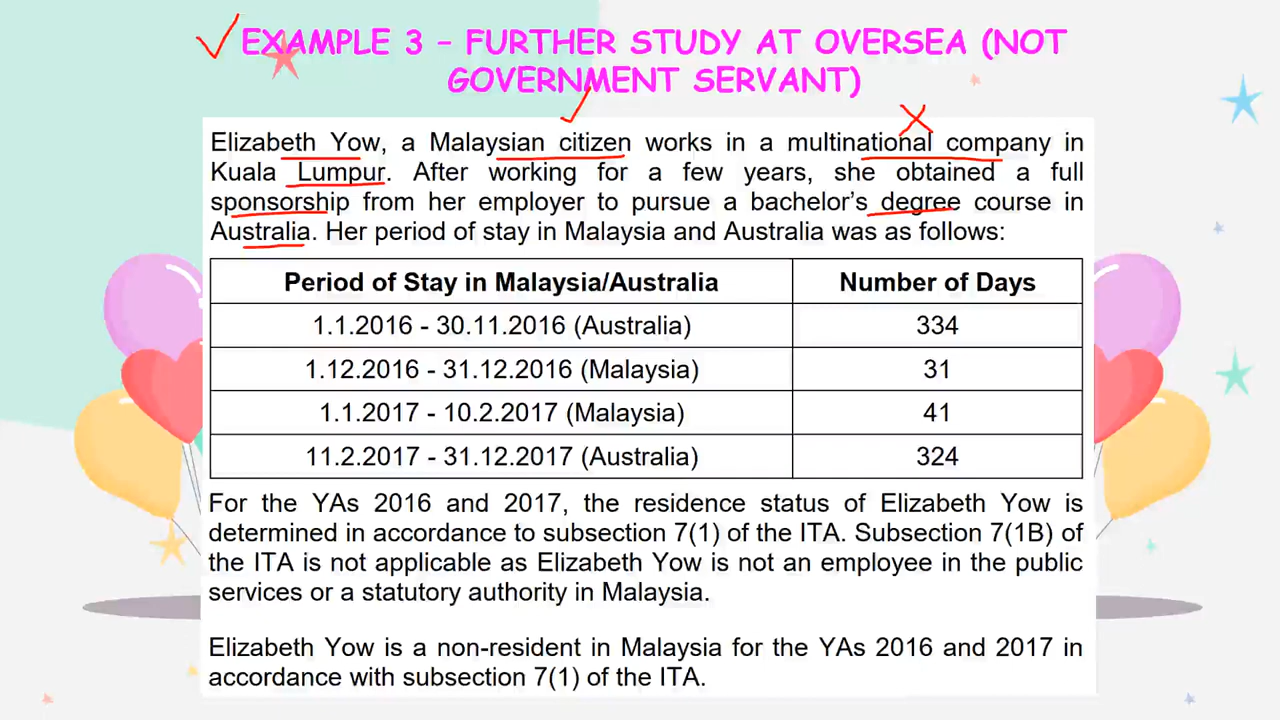 EXAMPLE 3 – FURTHER STUDY AT OVERSEA (NOT
GOVERNMENT SERVANT)
Elizabeth Yow, a Malaysian citizen works in a multinational company in
Kuala Lumpur. After working for a few years, she obtained a full
sponsorship from her employer to pursue a bachelor's degree course in
Australia. Her period of stay in Malaysia and Australia was as follows:
Period of Stay in Malaysia/Australia Number of Days
1.1.2016 - 30.11.2016 (Australia) 334
1.12.2016 - 31.12.2016 (Malaysia) 31
1.1.2017 - 10.2.2017 (Malaysia) 41
11.2.2017 - 31.12.2017 (Australia) 324
For the YAs 2016 and 2017, the residence status of Elizabeth Yow is
determined in accordance to subsection 7(1) of the ITA. Subsection 7(1B) of
the ITA is not applicable as Elizabeth Yow is not an employee in the public
services or a statutory authority in Malaysia.
Elizabeth Yow is a non-resident in Malaysia for the YAs 2016 and 2017 in
accordance with subsection 7(1) of the ITA.